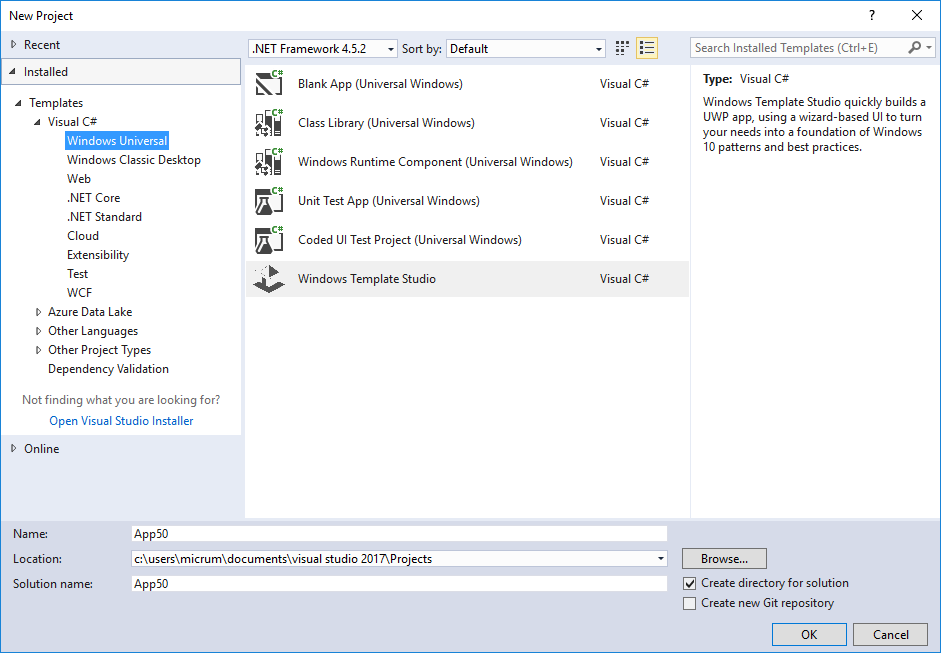 New Project
?
Recent
Installed
Templates
Visual C#
Windows Universal
Windows Classic Desktop
Web
.NET Core
.NET Standard
Cloud
Extensibility
Test
WCF
Azure Data Lake
Other Languages
Other Project Types
Dependency Validation
Not finding what you are looking for?
Open Visual Studio Installer
Online
.NET Framework 4.5.2 Sort by: Default
C# Blank App (Universal Windows) Visual C#
C# Class Library (Universal Windows) Visual C#
C# Windows Runtime Component (Universal Windows) Visual C#
C# Unit Test App (Universal Windows) Visual C#
C# Coded UI Test Project (Universal Windows) Visual C#
Windows Template Studio Visual C#
Search Installed Templates (Ctrl+E)
Type: Visual C#
Windows Template Studio quickly builds a
UWP app, using a wizard-based UI to turn
your needs into a foundation of Windows
10 patterns and best practices.
Name: App50
Location: c:\users\micrum\documents\visual studio 2017\Projects Browse...
Solution name: App50
Create directory for solution
Create new Git repository
OK Cancel